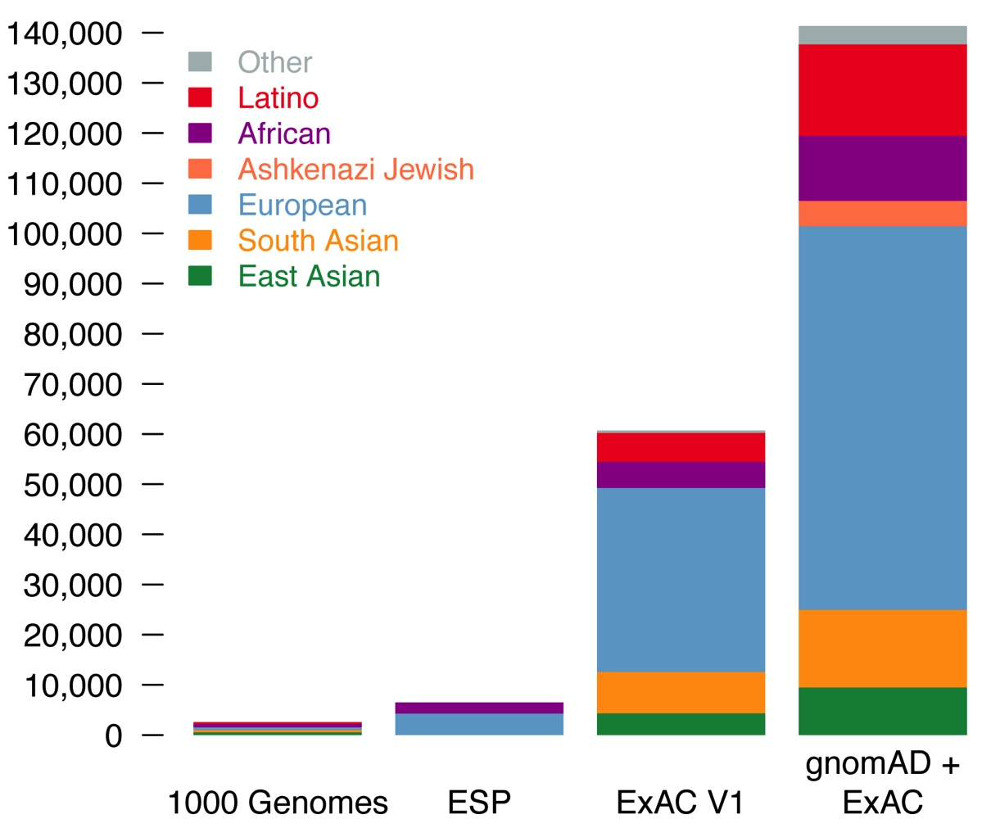 140,000
130,000
120,000
110,000
100,000
90,000
80,000
70,000
60,000
50,000
40,000
30,000
20,000
10,000
0
Other
Latino
African
Ashkenazi Jewish
European
South Asian
East Asian
1000 Genomes
ESP
ExAC V1
gnomAD +
ExAC